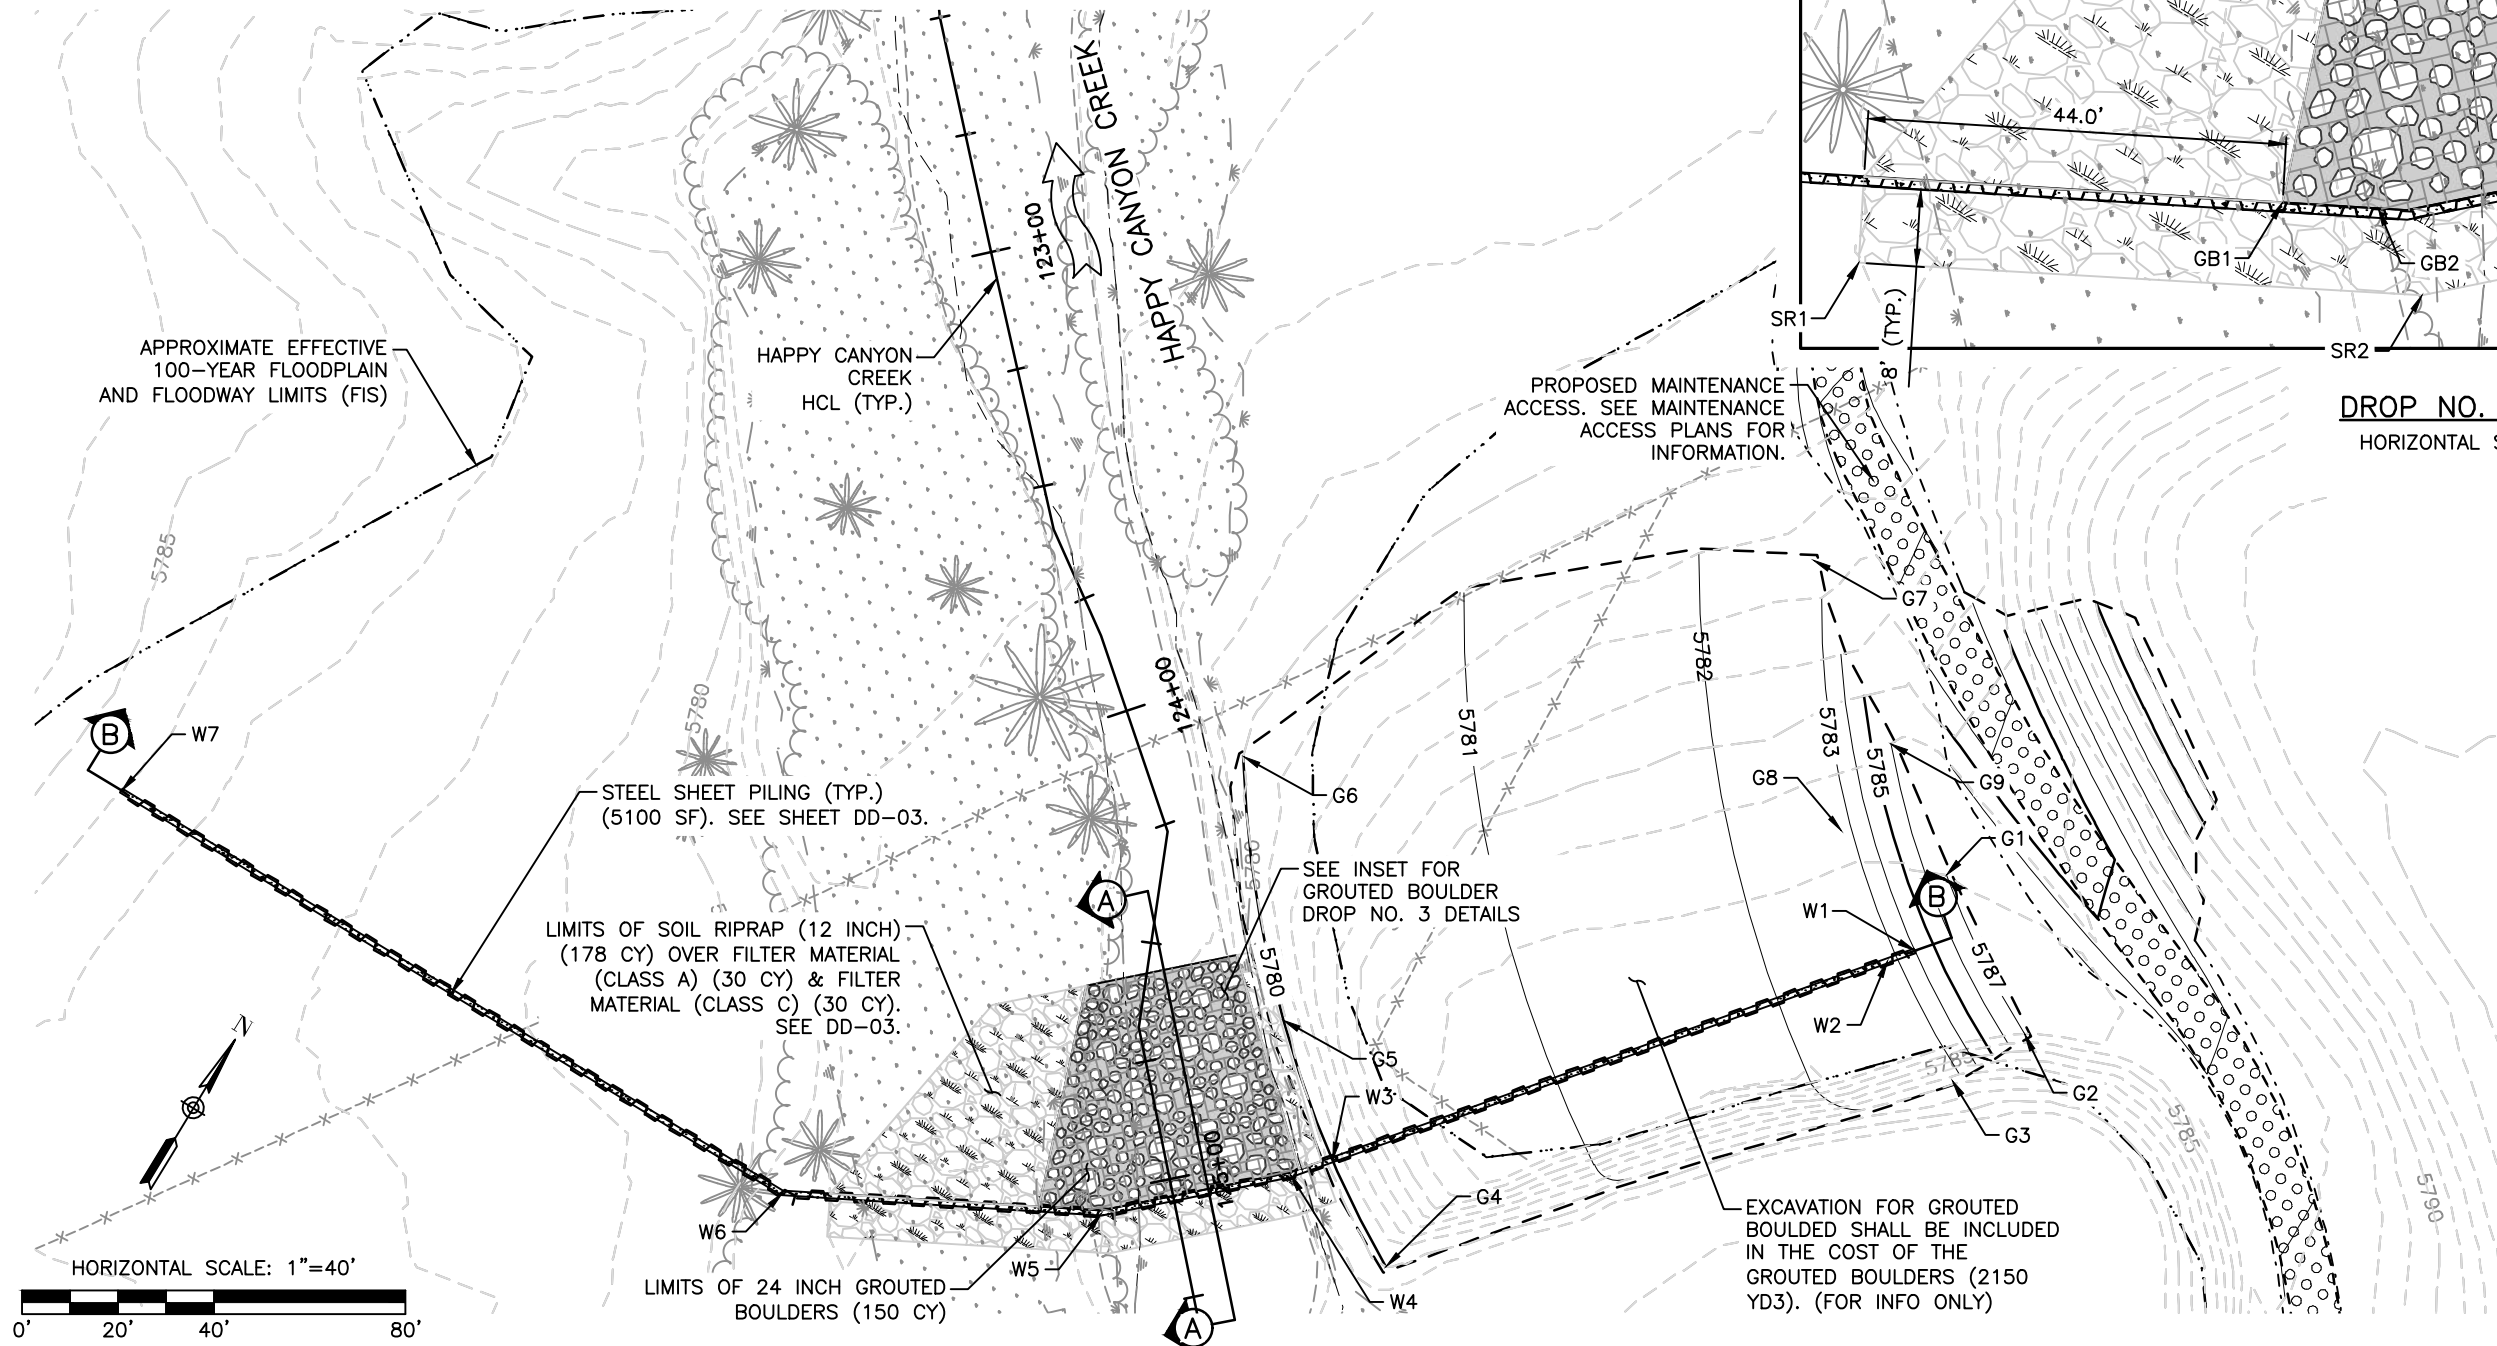 HAPPY CANYON CREEK
44.0'
GB1
GB2
SR1
SR2
8' (TYP.)
DROP NO.
HORIZONTAL S
123+00
APPROXIMATE EFFECTIVE
100-YEAR FLOODPLAIN
AND FLOODWAY LIMITS (FIS)
HAPPY CANYON
CREEK
HCL (TYP.)
PROPOSED MAINTENANCE
ACCESS. SEE MAINTENANCE
ACCESS PLANS FOR
INFORMATION.
5785
5780
124+00
G7
5781
5782
5783
5785
G6
G8
G9
G1
B
W7
STEEL SHEET PILING (TYP.)
(5100 SF). SEE SHEET DD-03.
5780
SEE INSET FOR
GROUTED BOULDER
DROP NO. 3 DETAILS
A
B
W1
W2
5787
LIMITS OF SOIL RIPRAP (12 INCH)
(178 CY) OVER FILTER MATERIAL
(CLASS A) (30 CY) & FILTER
MATERIAL (CLASS C) (30 CY).
SEE DD-03.
5780
G5
W3
5785
G2
G3
5785
5790
N
125+00
G4
W6
W5
W4
A
LIMITS OF 24 INCH GROUTED
BOULDERS (150 CY)
EXCAVATION FOR GROUTED
BOULDED SHALL BE INCLUDED
IN THE COST OF THE
GROUTED BOULDERS (2150
YD3). (FOR INFO ONLY)
HORIZONTAL SCALE: 1"=40'
0' 20' 40' 80'